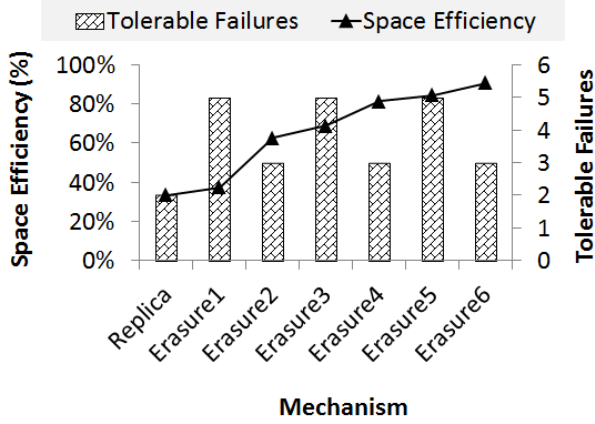 Tolerable Failures Space Efficiency
Space Efficiency (%)
100%
80%
60%
40%
20%
0%
6
5
4
3
2
1
0
Tolerable Failures
Replica
Erasure1
Erasure2
Erasure3
Erasure4
Erasure5
Erasure6
Mechanism